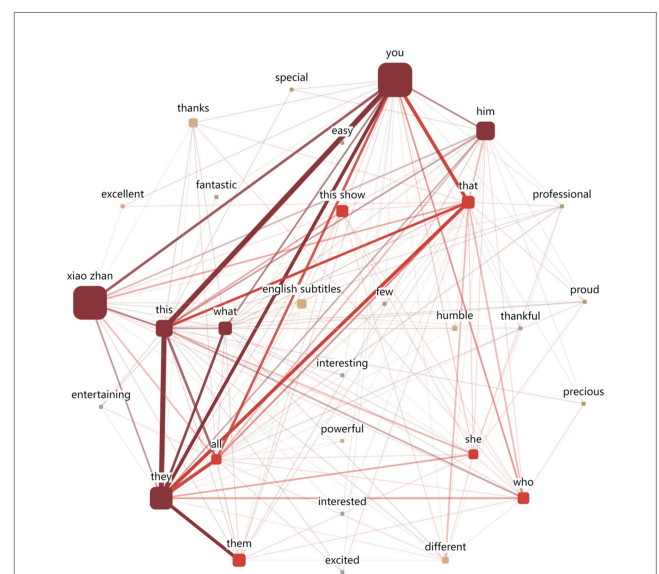 you
special
thanks
him
easy
excellent
fantastic
this show
that
professional
xiao zhan
this
what
english subtitles
few
humble
thankful
proud
entertaining
interesting
precious
powerful
all
she
they
who
interested
them
excited
different